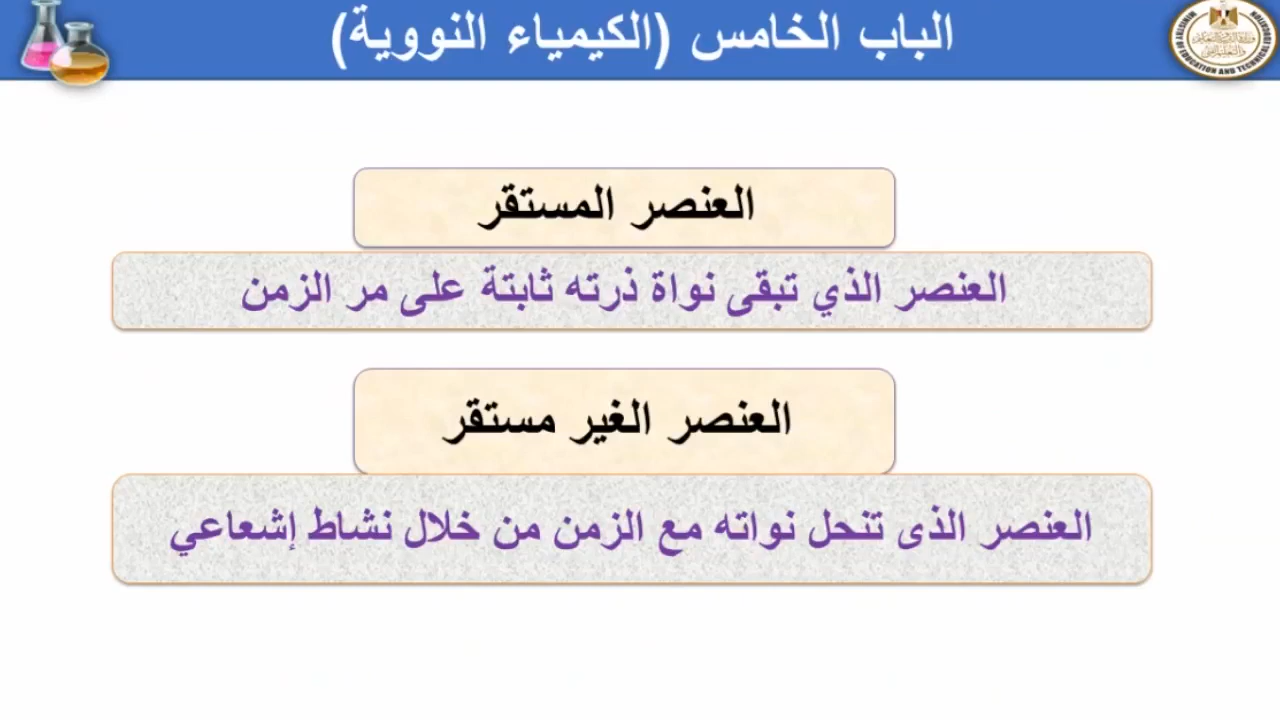 الباب الخامس (الكيمياء النووية)
العنصر المستقر
العنصر الذي تبقى نواة ذرته ثابتة على مر الزمن
العنصر الغير مستقر
العنصر الذى تنحل نواته مع الزمن من خلال نشاط إشعاعي